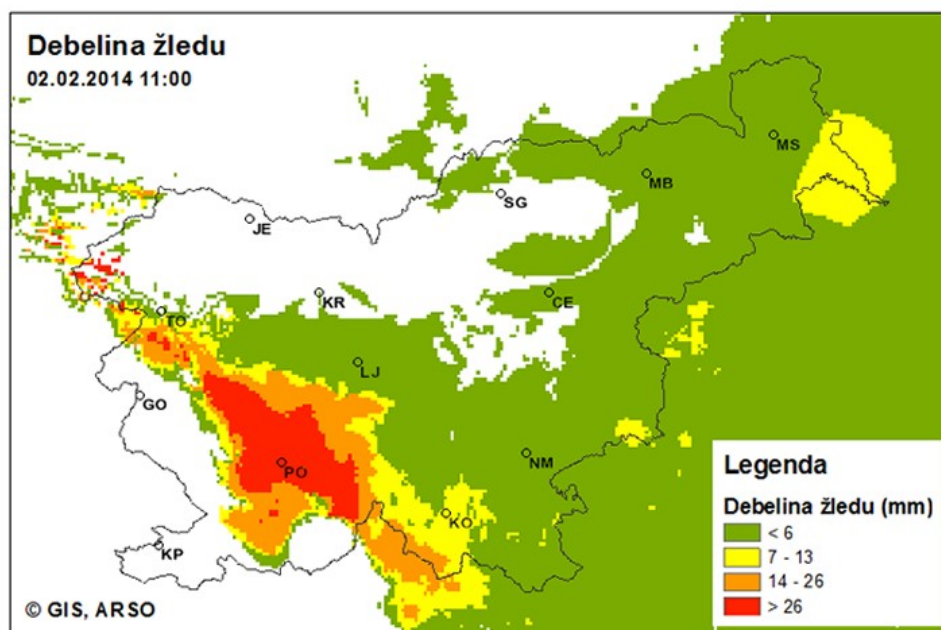 Debelina žledu
02.02.2014 11:00
MS
MB
SG
JE
KR
CE
TO
LJ
GO
NM
PO
KO
KP
Legenda
Debelina žledu (mm)
< 6
7 - 13
14 - 26
> 26
© GIS, ARSO